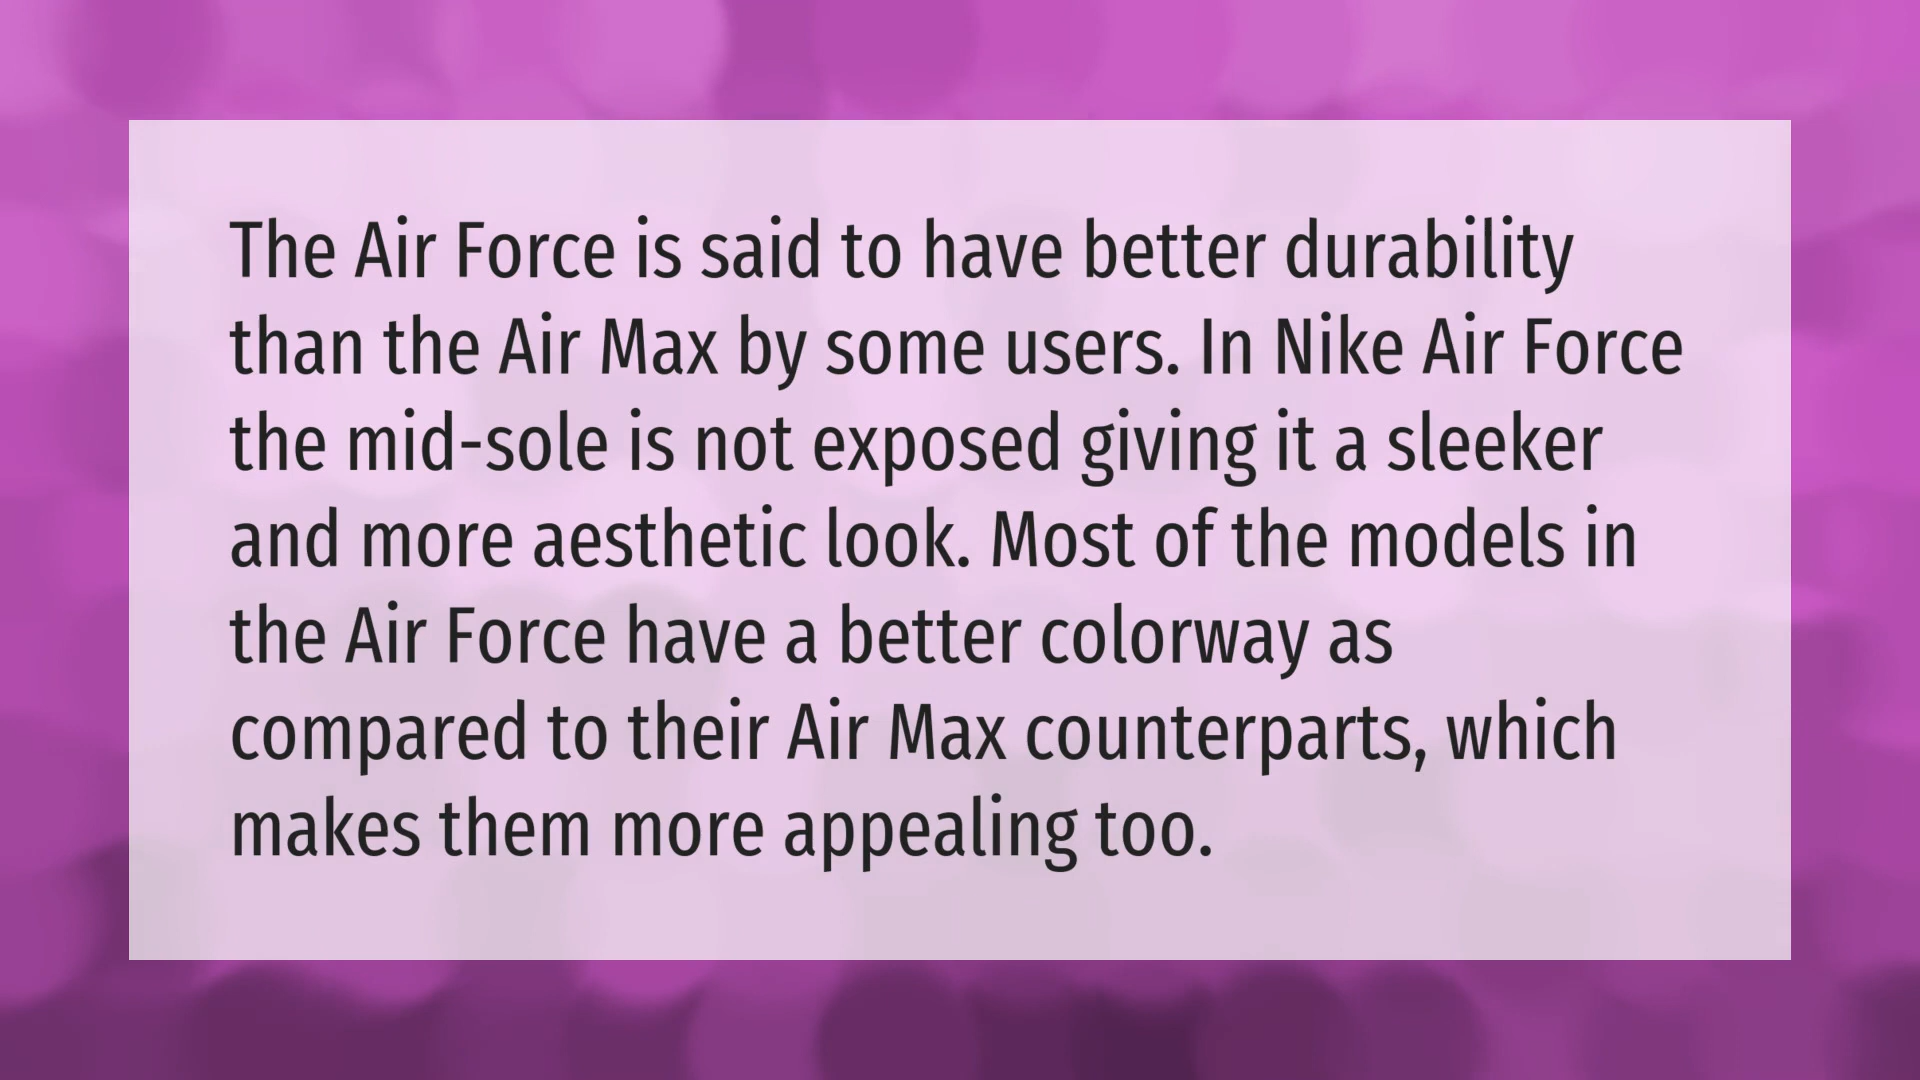 The Air Force is said to have better durability
than the Air Max by some users. In Nike Air Force
the mid-sole is not exposed giving it a sleeker
and more aesthetic look. Most of the models in
the Air Force have a better colorway as
compared to their Air Max counterparts, which
makes them more appealing too.